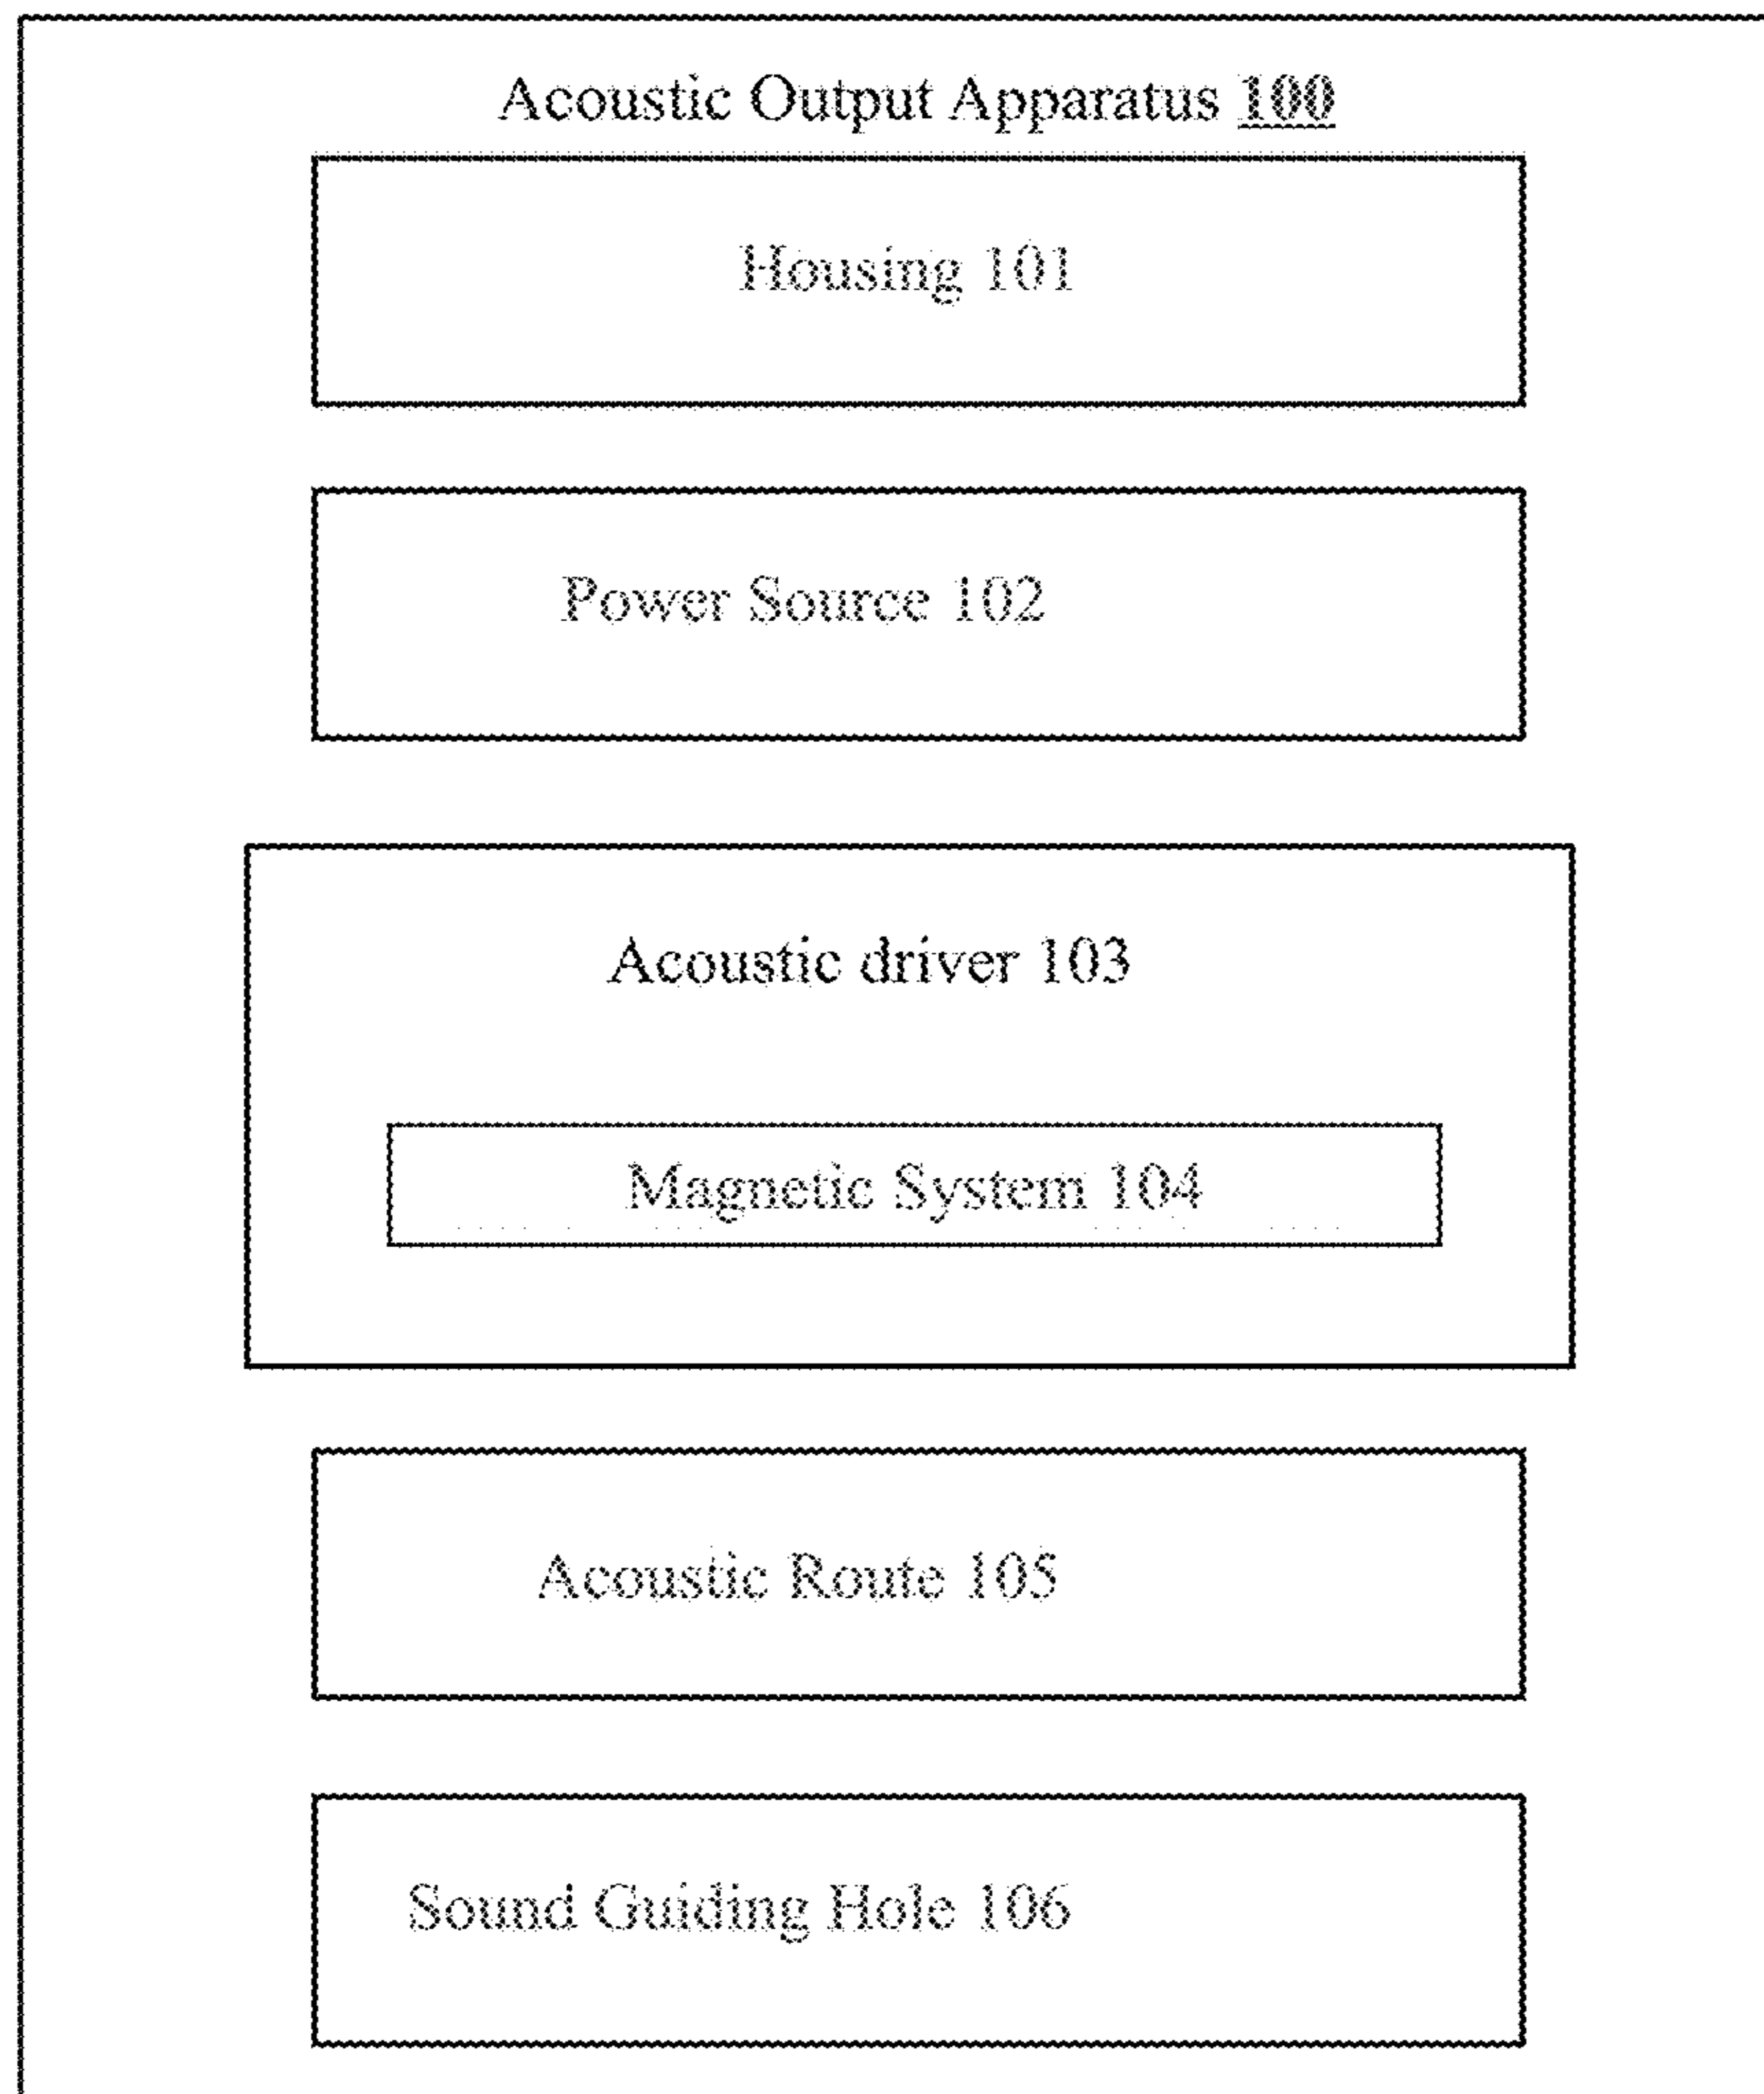 Acoustic Output Apparatus 100
Housing 101
Power Source 102
Acoustic driver 103
Magnetic System 104
Acoustic Route 105
Sound Guiding Hole 106